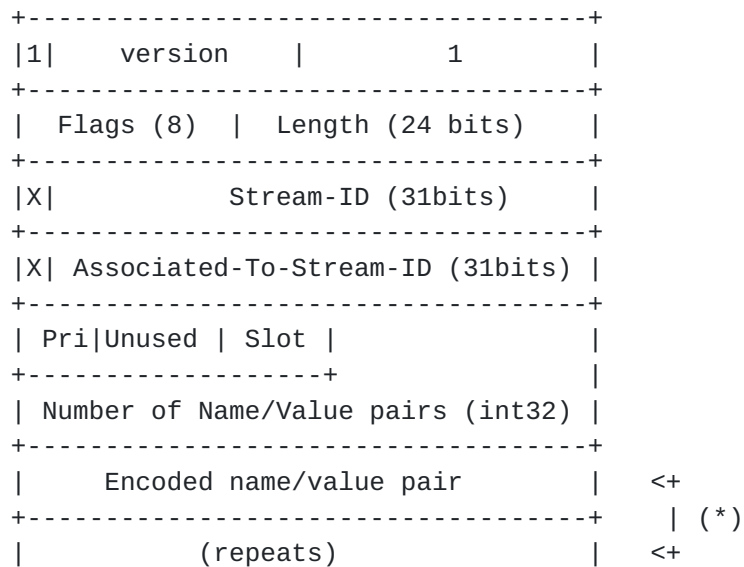 +------------------------------------+
|1|    version    |         1        |
+------------------------------------+
|  Flags (8)  |  Length (24 bits)    |
+------------------------------------+
|X|           Stream-ID (31bits)     |
+------------------------------------+
|X| Associated-To-Stream-ID (31bits) |
+------------------------------------+
| Pri|Unused | Slot |                |
+-------------------+                |
| Number of Name/Value pairs (int32) |
+------------------------------------+
|     Encoded name/value pair        |   <+
+------------------------------------+    | (*)
|           (repeats)                |   <+